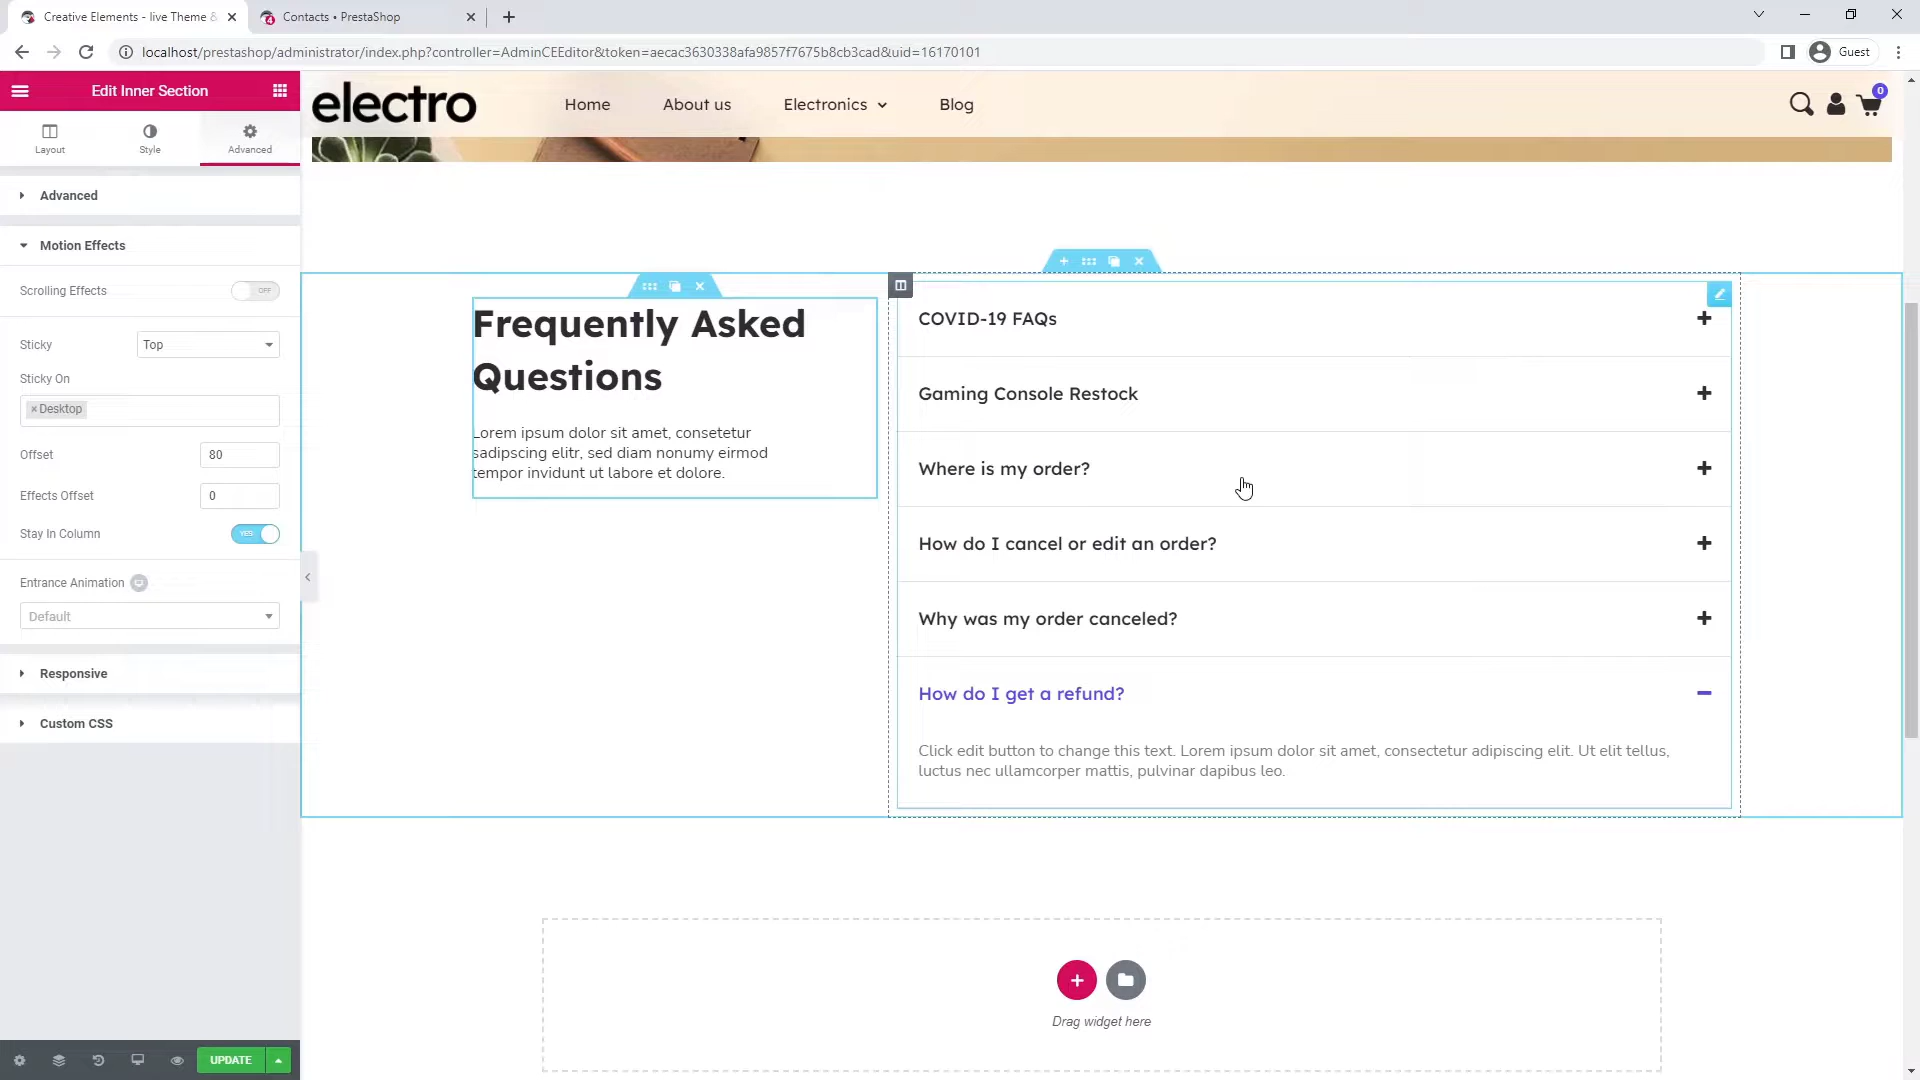 Creative Elements - live Theme &
Contacts • PrestaShop
localhost/prestashop/administrator/index.php?controller=AdminCEEditor&token=aecac3630338afa9857f7675b8cb3cad&uid=16170101
Guest
Edit Inner Section
Layout
Style
Advanced
Advanced
Motion Effects
Scrolling Effects
OFF
Sticky
Top
Sticky On
× Desktop
Offset
80
Effects Offset
0
Stay In Column
YES
Entrance Animation
Default
Responsive
Custom CSS
UPDATE
electro
Home
About us
Electronics
Blog
0
Frequently Asked
Questions
Lorem ipsum dolor sit amet, consetetur
sadipscing elitr, sed diam nonumy eirmod
tempor invidunt ut labore et dolore.
COVID-19 FAQs
Gaming Console Restock
Where is my order?
How do I cancel or edit an order?
Why was my order canceled?
How do I get a refund?
Click edit button to change this text. Lorem ipsum dolor sit amet, consectetur adipiscing elit. Ut elit tellus,
luctus nec ullamcorper mattis, pulvinar dapibus leo.
Drag widget here